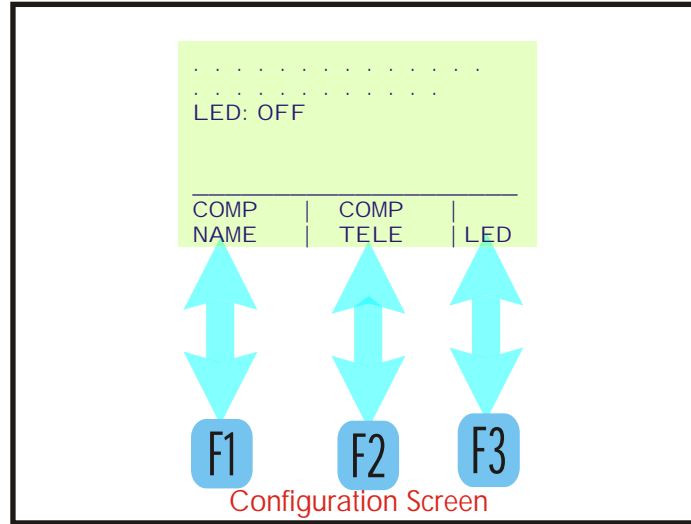 . . . . . . . . . . . . . .
. . . . . . . . . . . .
LED: OFF
COMP | COMP |
NAME | TELE | LED
F1 F2 F3
Configuration Screen